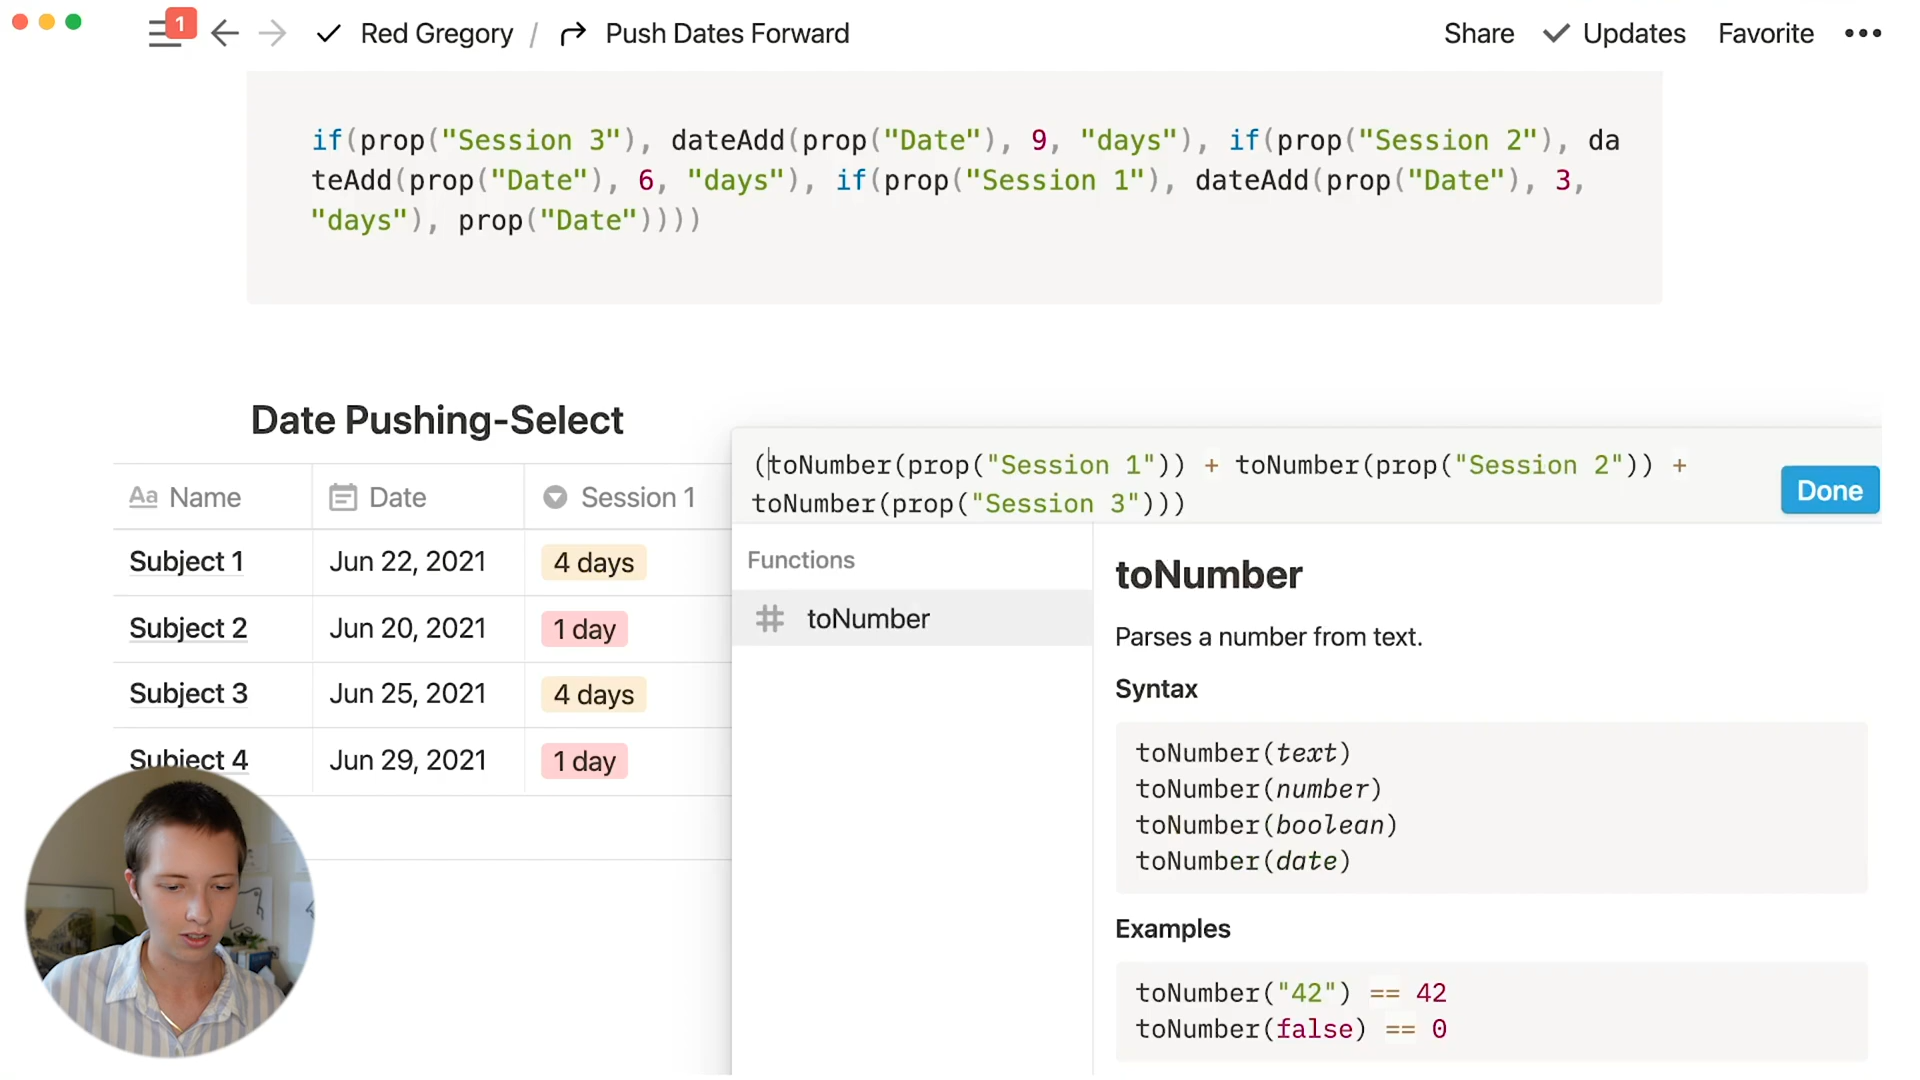 1
Red Gregory / Push Dates Forward
Share
Updates
Favorite
if(prop("Session 3"), dateAdd(prop("Date"), 9, "days"), if(prop("Session 2"), da
teAdd(prop("Date"), 6, "days"), if(prop("Session 1"), dateAdd(prop("Date"), 3,
"days"), prop("Date"))))
Date Pushing-Select
Aa Name
Date
Session 1
Subject 1
Jun 22, 2021
4 days
Subject 2
Jun 20, 2021
1 day
Subject 3
Jun 25, 2021
4 days
Subject 4
Jun 29, 2021
1 day
(toNumber(prop("Session 1")) + toNumber(prop("Session 2")) +
toNumber(prop("Session 3")))
Done
Functions
toNumber
toNumber
Parses a number from text.
Syntax
toNumber(text)
toNumber(number)
toNumber(boolean)
toNumber(date)
Examples
toNumber("42") == 42
toNumber(false) == 0